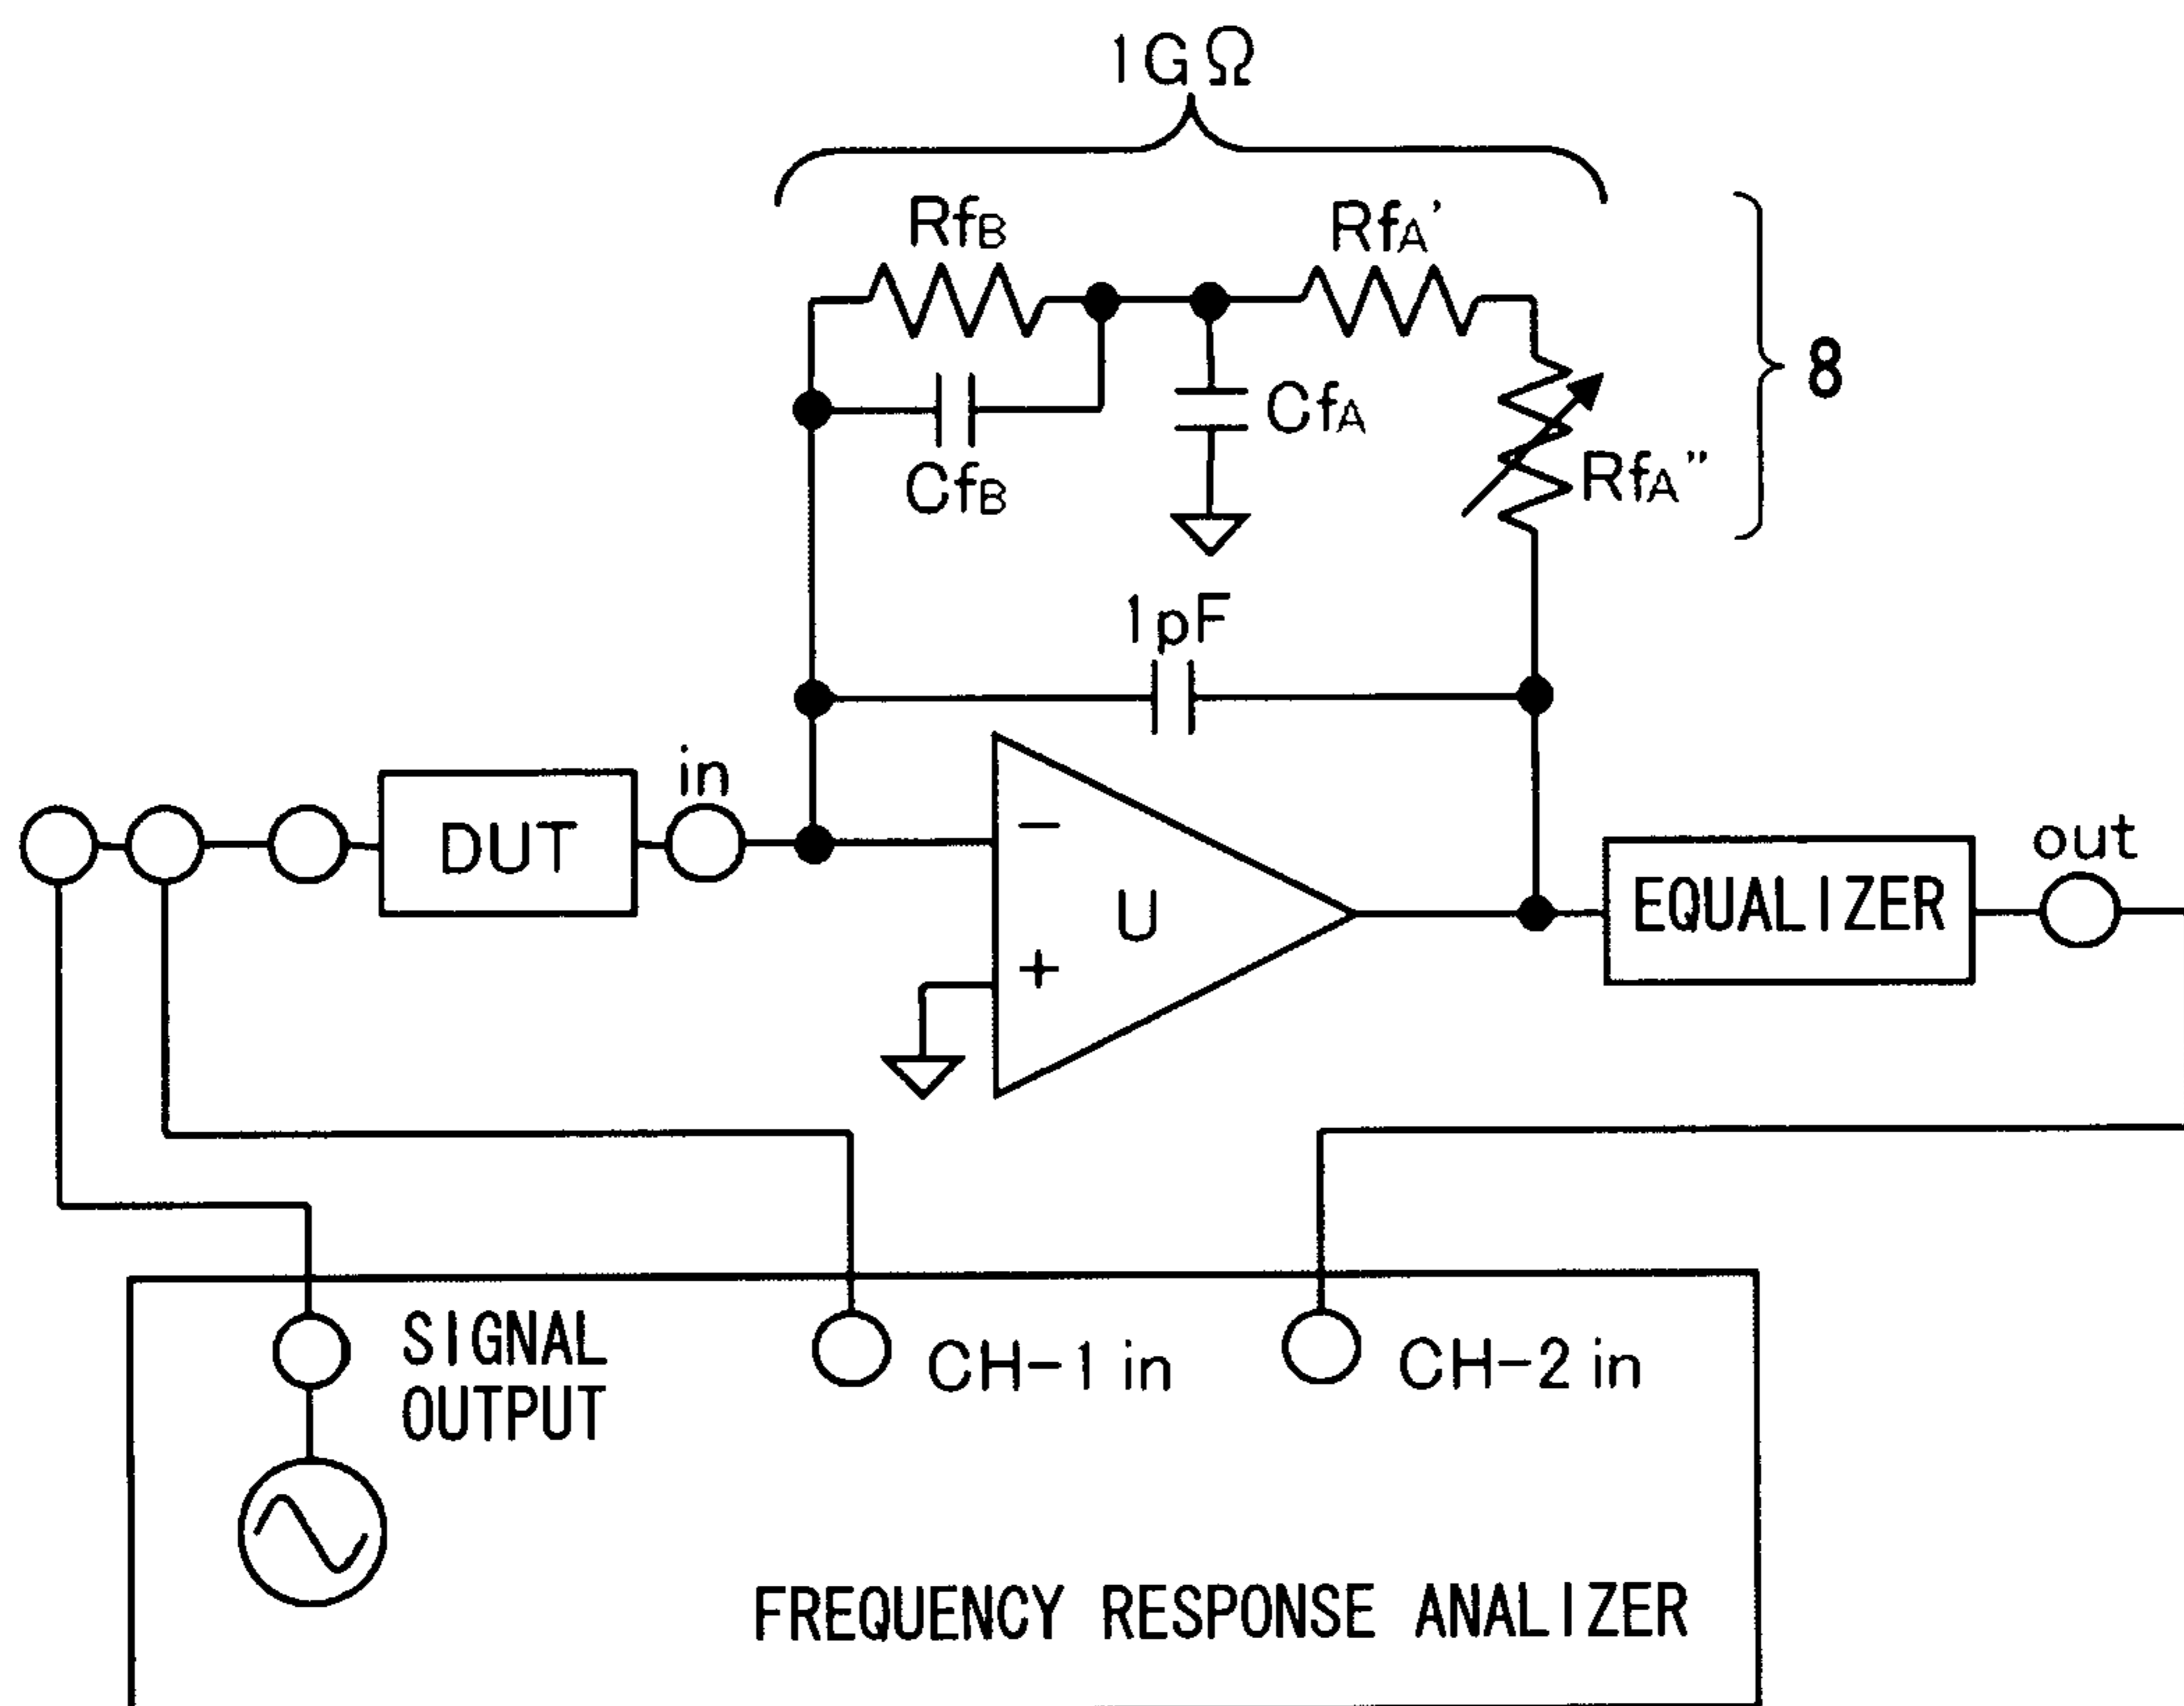 1GΩ
RfB
RfA'
8
CfA
CfB
RfA"
1pF
in
DUT
-
U
+
EQUALIZER
out
SIGNAL
OUTPUT
CH-1 in
CH-2 in
FREQUENCY RESPONSE ANALIZER